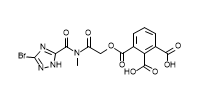 O O O
N N O OH
Br N N O
N H O OH